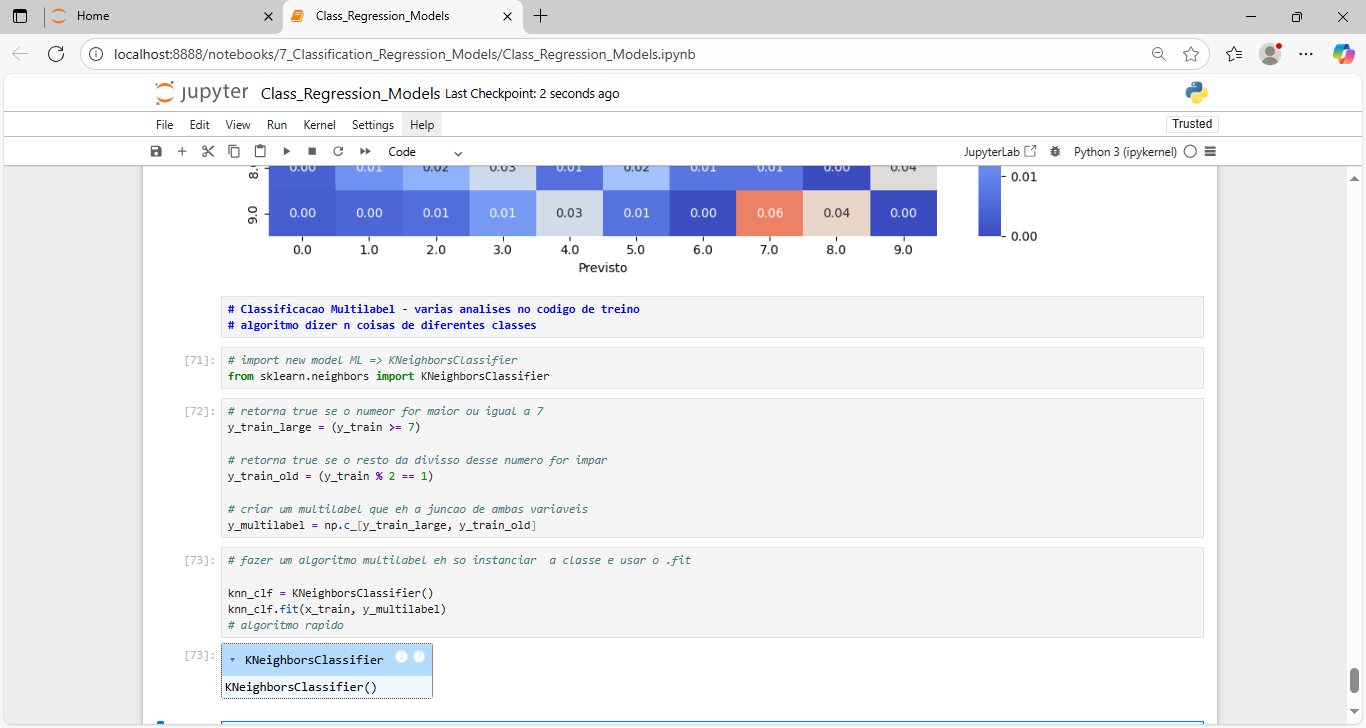 Home
Class_Regression_Models
localhost:8888/notebooks/7_Classification_Regression_Models/Class_Regression_Models.ipynb
jupyter Class_Regression_Models Last Checkpoint: 2 seconds ago
File Edit View Run Kernel Settings Help
Trusted
Code
JupyterLab
Python 3 (ipykernel)
8.0 0.00 0.01 0.02 0.03 0.01 0.02 0.01 0.01 0.00 0.04
0.01
9.0 0.00 0.00 0.01 0.01 0.03 0.01 0.00 0.06 0.04 0.00
0.00
0.0 1.0 2.0 3.0 4.0 5.0 6.0 7.0 8.0 9.0
Previsto
# Classificacao Multilabel - varias analises no codigo de treino
# algoritmo dizer n coisas de diferentes classes
[71]:
# import new model ML => KNeighborsClassifier
from sklearn.neighbors import KNeighborsClassifier
[72]:
# retorna true se o numeor for maior ou igual a 7
y_train_large = (y_train >= 7)
# retorna true se o resto da divisso desse numero for impar
y_train_old = (y_train % 2 == 1)
# criar um multilabel que eh a juncao de ambas variaveis
y_multilabel = np.c_[y_train_large, y_train_old]
[73]:
# fazer um algoritmo multilabel eh so instanciar  a classe e usar o .fit
knn_clf = KNeighborsClassifier()
knn_clf.fit(x_train, y_multilabel)
# algoritmo rapido
[73]:
KNeighborsClassifier
KNeighborsClassifier()